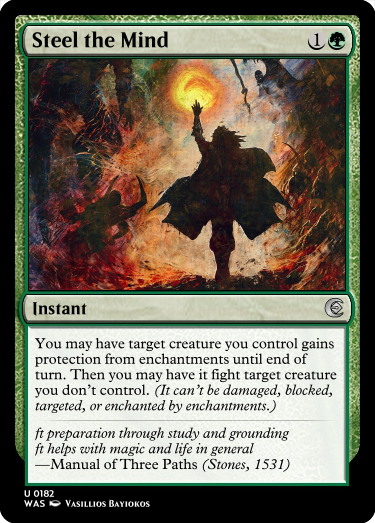 Steel the Mind 1
Instant
You may have target creature you control gains
protection from enchantments until end of
turn. Then you may have it fight target creature
you don't control. (It can't be damaged, blocked,
targeted, or enchanted by enchantments.)
ft preparation through study and grounding
ft helps with magic and life in general
—Manual of Three Paths (Stones, 1531)
U 0182
WAS Vasillios Bayiokos